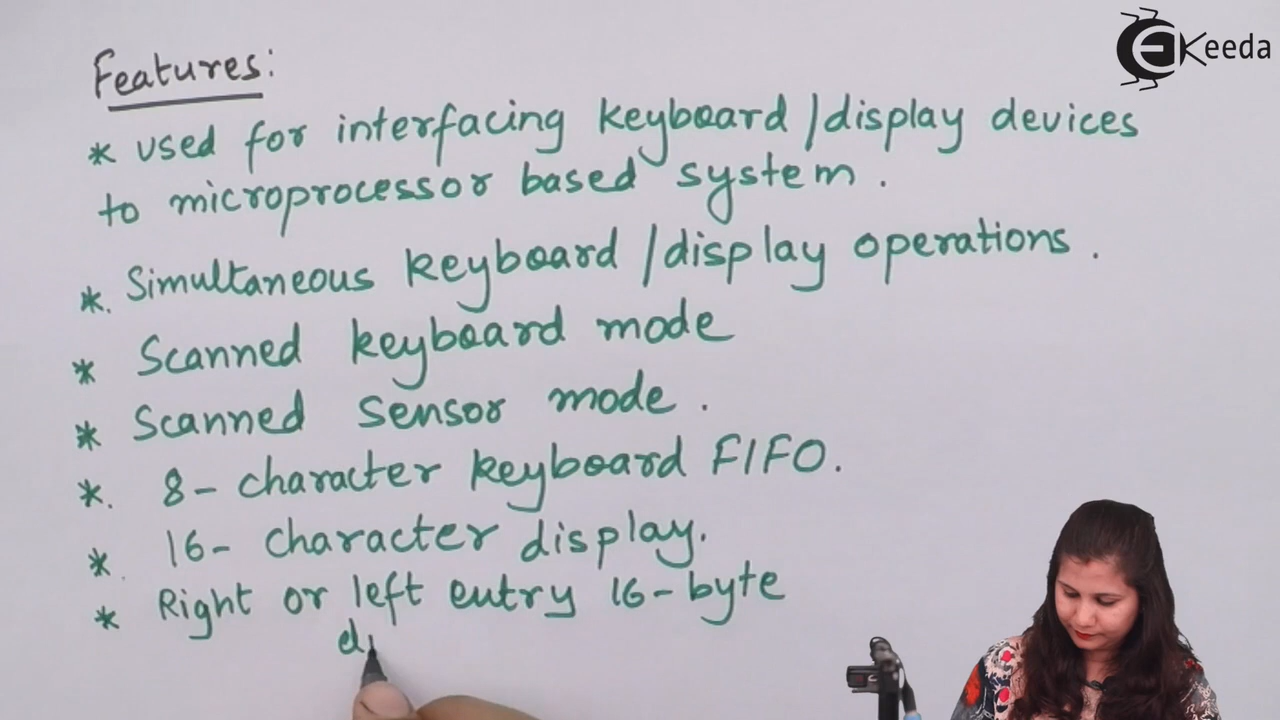 Features:
* used for interfacing keyboard/display devices
to microprocessor based system.
*. Simultaneous keyboard/display operations.
* Scanned keyboard mode
* Scanned sensor mode.
*. 8-character keyboard FIFO.
*. 16-character display.
* Right or left entry 16-byte
di
EKeeda